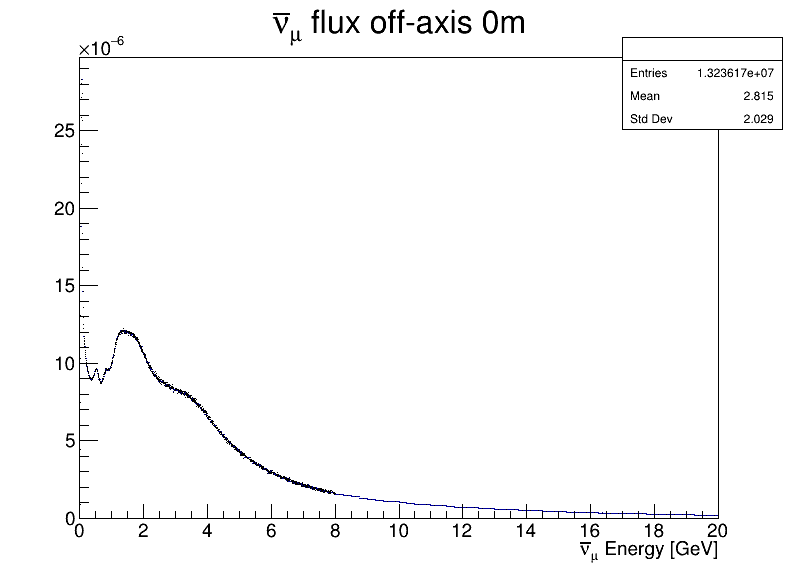 ν̅μ flux off-axis 0m
×10⁻⁶
Entries 1.323617e+07
Mean 2.815
Std Dev 2.029
25
20
15
10
5
0
0 2 4 6 8 10 12 14 16 18 20
ν̅μ Energy [GeV]